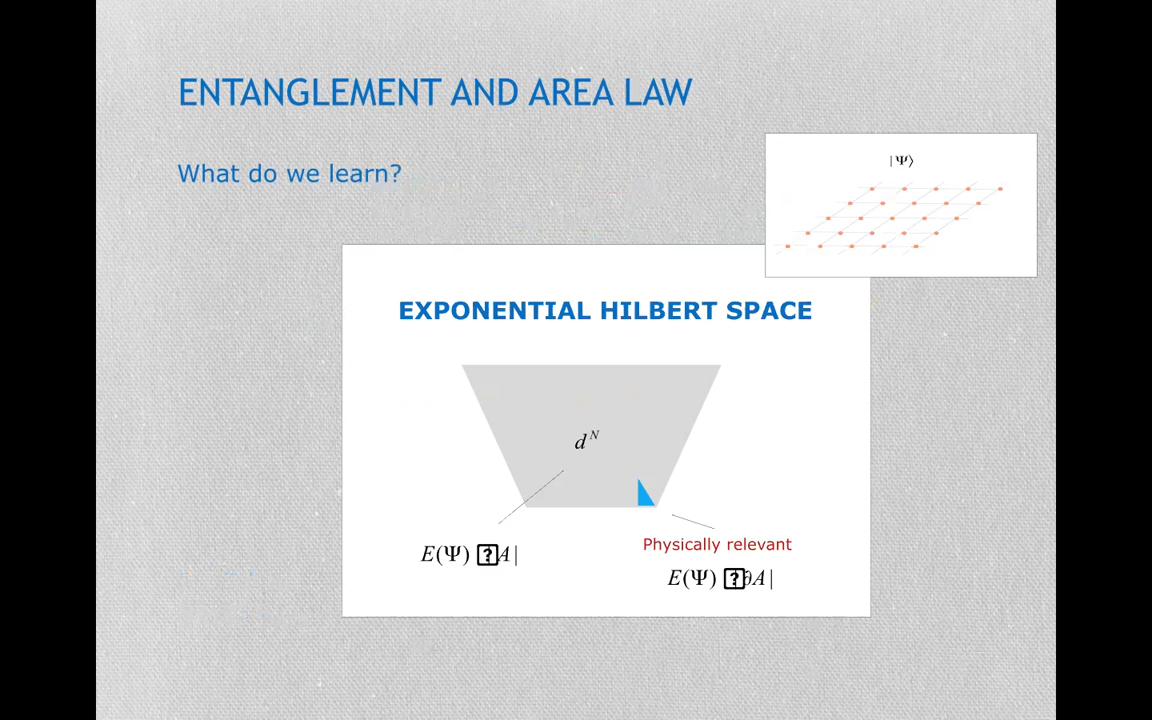 ENTANGLEMENT AND AREA LAW
What do we learn?
|Ψ⟩
EXPONENTIAL HILBERT SPACE
d^N
Physically relevant
E(Ψ) �A|
E(Ψ) �∂A|